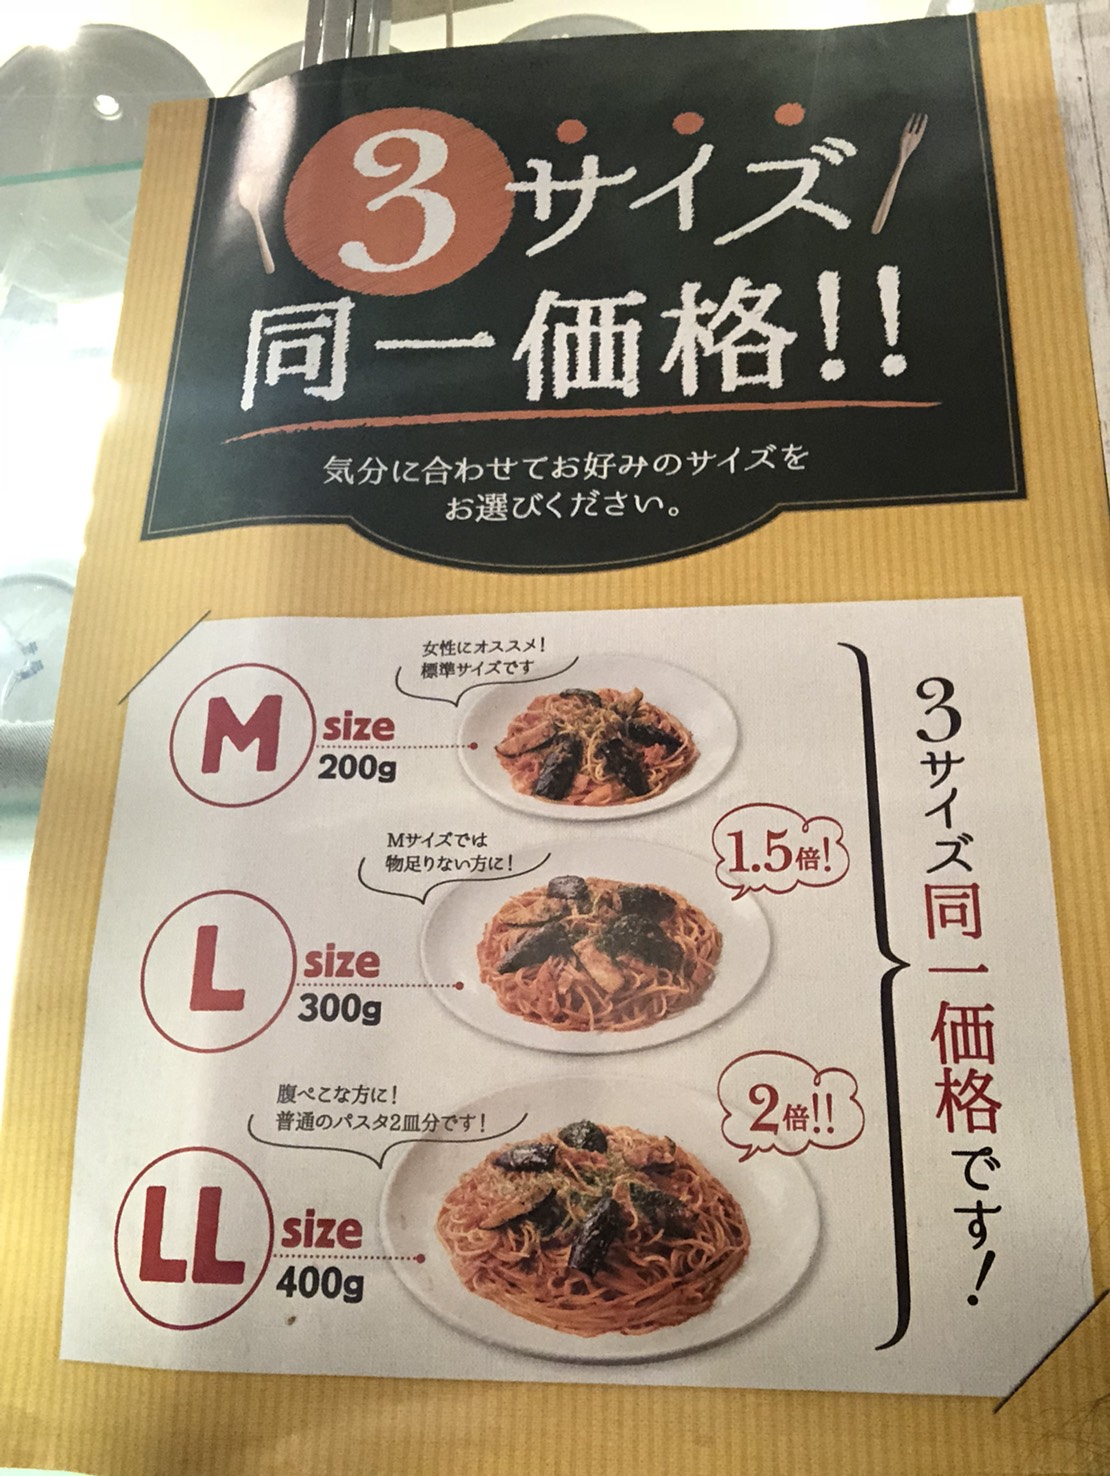 3サイズ
同一価格!!
気分に合わせてお好みのサイズを
お選びください。
女性にオススメ!
標準サイズです
M size
200g
Mサイズでは
物足りない方に!
1.5倍!
L size
300g
腹ぺこな方に!
普通のパスタ2皿分です!
2倍!!
LL size
400g
3サイズ同一価格です!